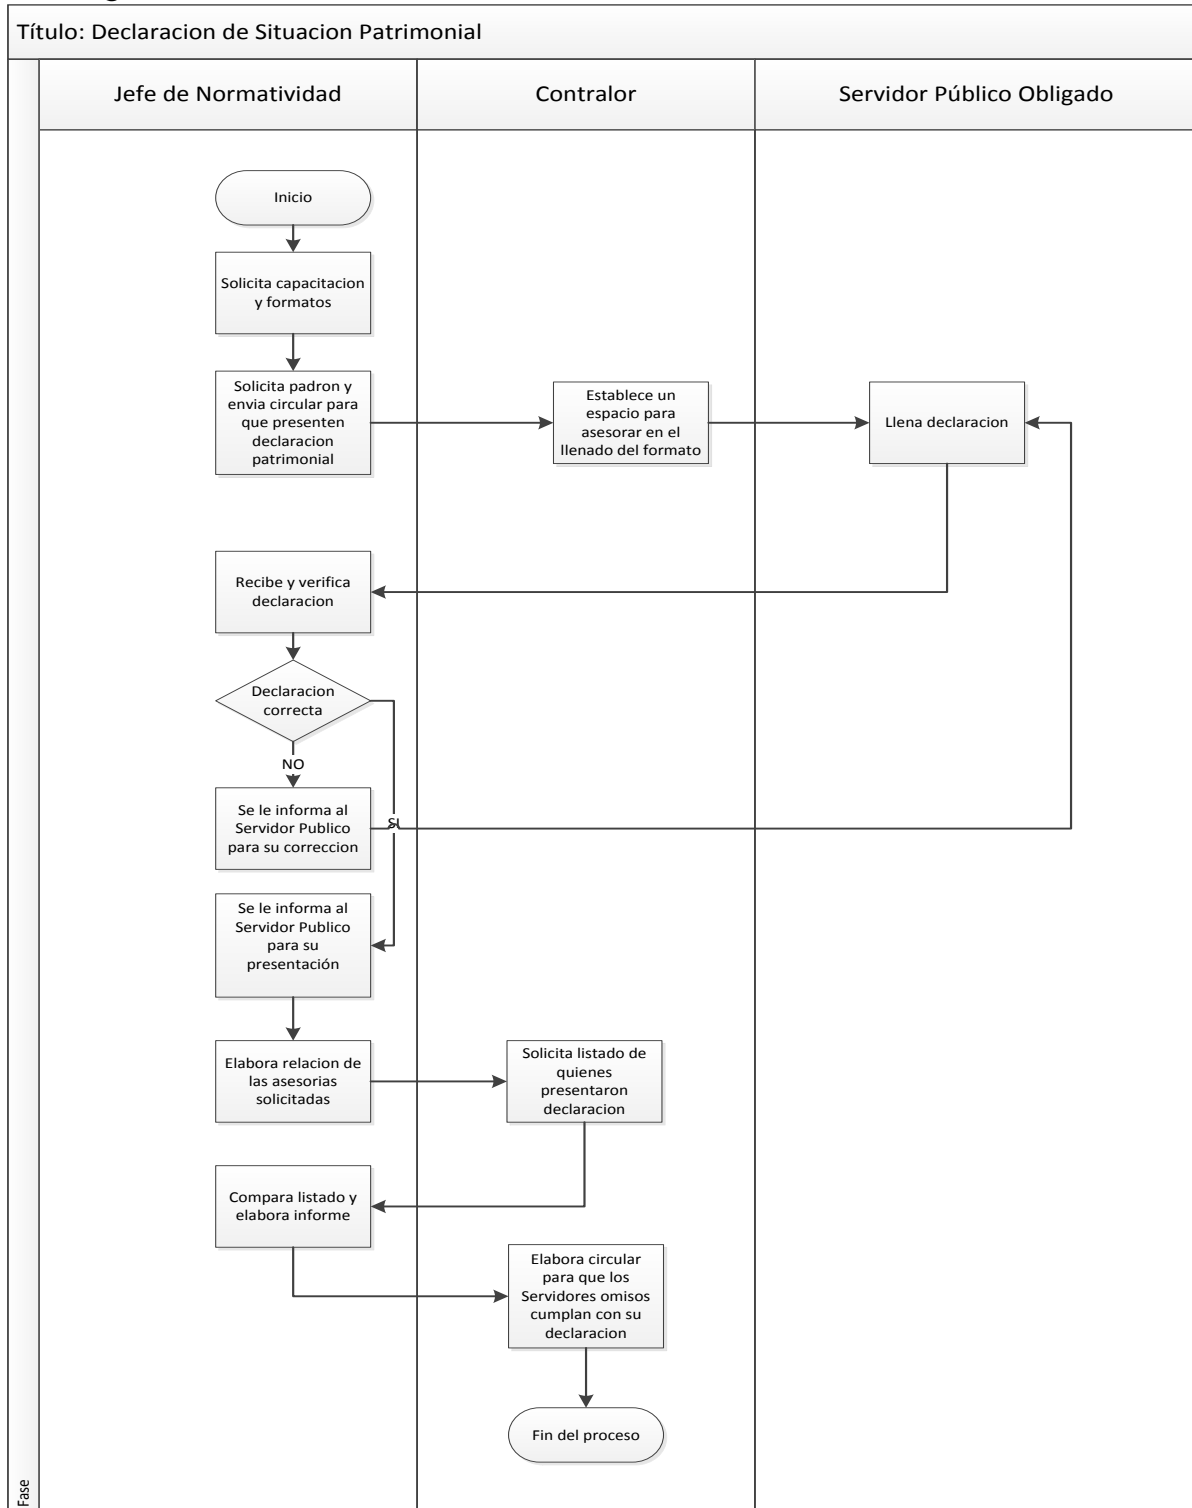 Título: Declaracion de Situacion Patrimonial
Jefe de Normatividad
Contralor
Servidor Público Obligado
Inicio
Solicita capacitacion
y formatos
Solicita padron y
envia circular para
que presenten
declaracion
patrimonial
Establece un
espacio para
asesorar en el
llenado del formato
Llena declaracion
Recibe y verifica
declaracion
Declaracion
correcta
NO
Se le informa al
Servidor Publico
para su correccion
SI
Se le informa al
Servidor Publico
para su
presentación
Elabora relacion de
las asesorias
solicitadas
Solicita listado de
quienes
presentaron
declaracion
Compara listado y
elabora informe
Elabora circular
para que los
Servidores omisos
cumplan con su
declaracion
Fin del proceso
Fase